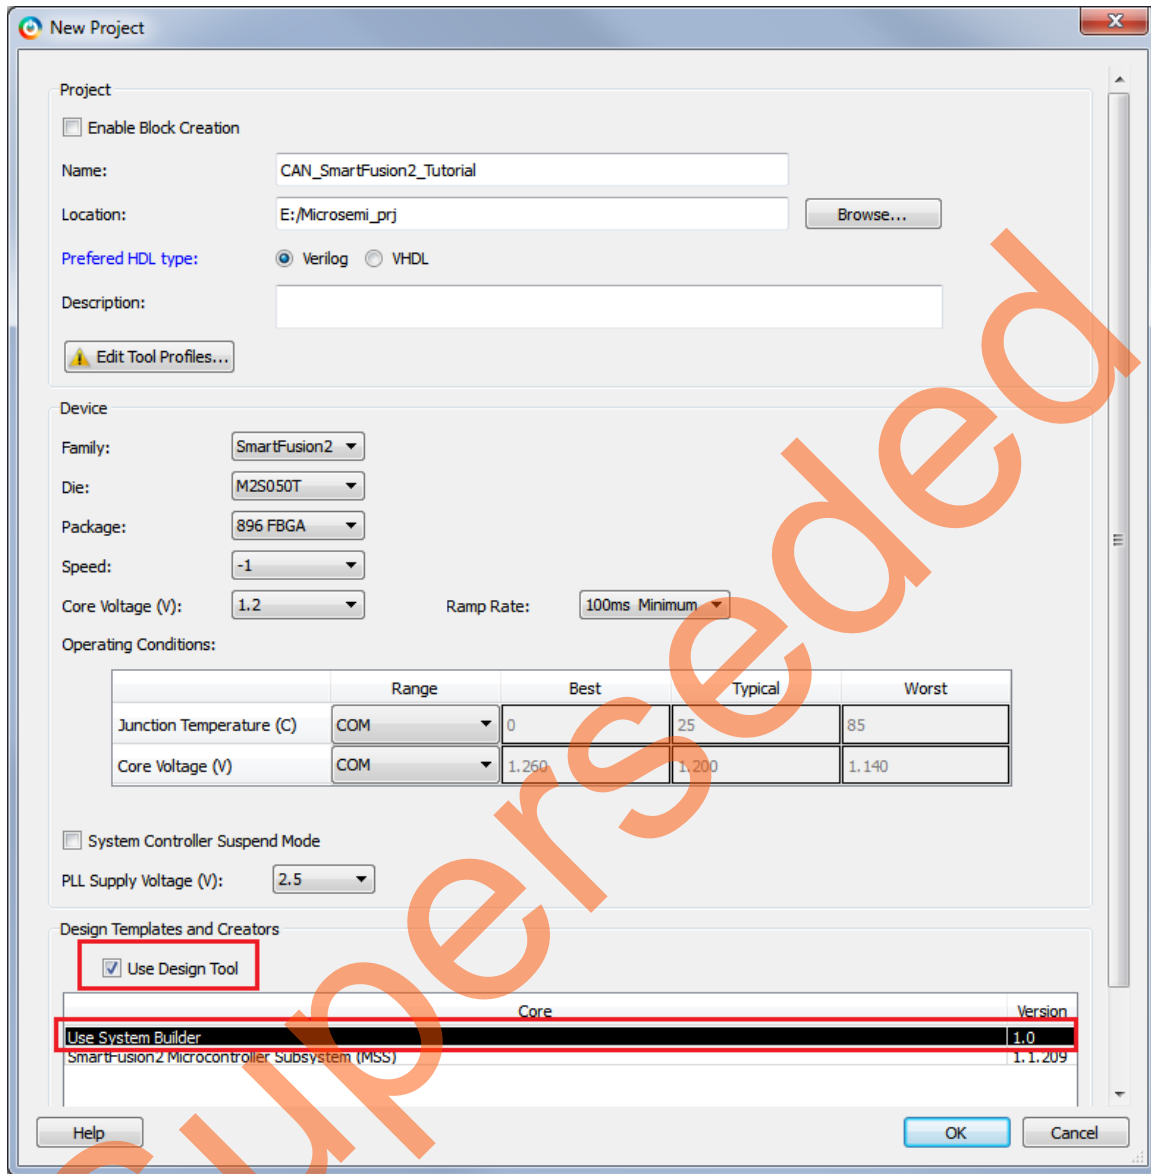 New Project
Project
Enable Block Creation
Name: CAN_SmartFusion2_Tutorial
Location: E:/Microsemi_prj Browse...
Prefered HDL type: Verilog VHDL
Description:
Edit Tool Profiles...
Device
Family: SmartFusion2
Die: M2S050T
Package: 896 FBGA
Speed: -1
Core Voltage (V): 1.2 Ramp Rate: 100ms Minimum
Operating Conditions:
Range Best Typical Worst
Junction Temperature (C) COM 0 25 85
Core Voltage (V) COM 1.260 1.200 1.140
System Controller Suspend Mode
PLL Supply Voltage (V): 2.5
Design Templates and Creators
Use Design Tool
Core Version
Use System Builder 1.0
SmartFusion2 Microcontroller Subsystem (MSS) 1.1.209
Help OK Cancel
Superseded